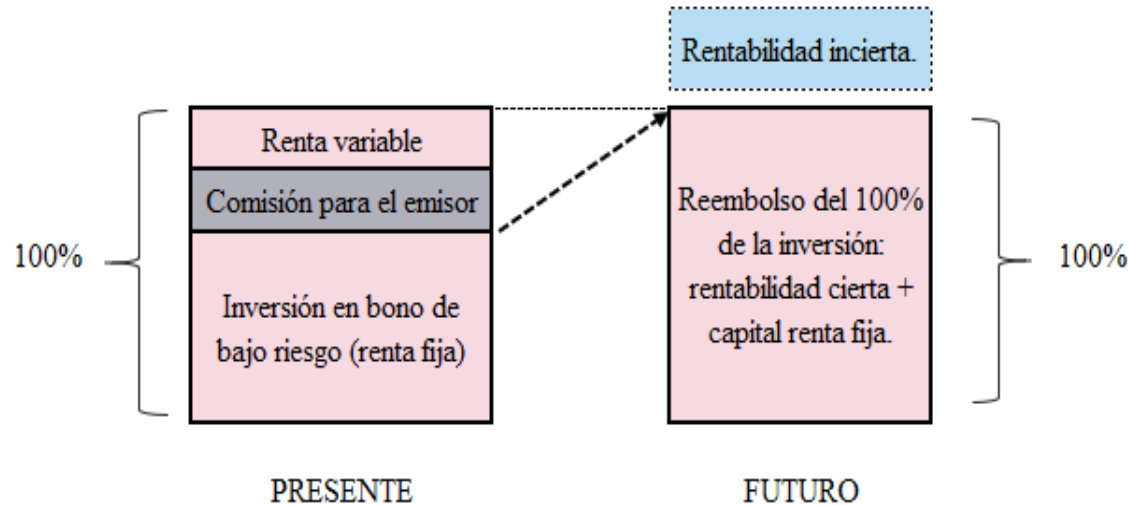 Rentabilidad incierta.
Renta variable
Comisión para el emisor
100%
Inversión en bono de
bajo riesgo (renta fija)
Reembolso del 100%
de la inversión:
rentabilidad cierta +
capital renta fija.
100%
PRESENTE
FUTURO